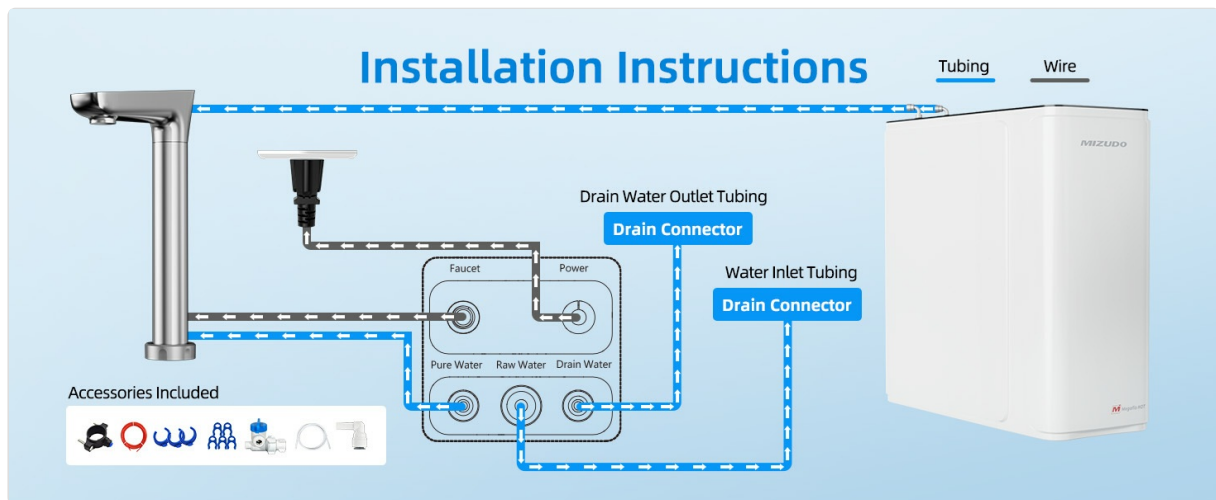 Installation Instructions
Tubing
Wire
MIZUDO
Drain Water Outlet Tubing
Drain Connector
Water Inlet Tubing
Drain Connector
Faucet
Power
Pure Water
Raw Water
Drain Water
Accessories Included